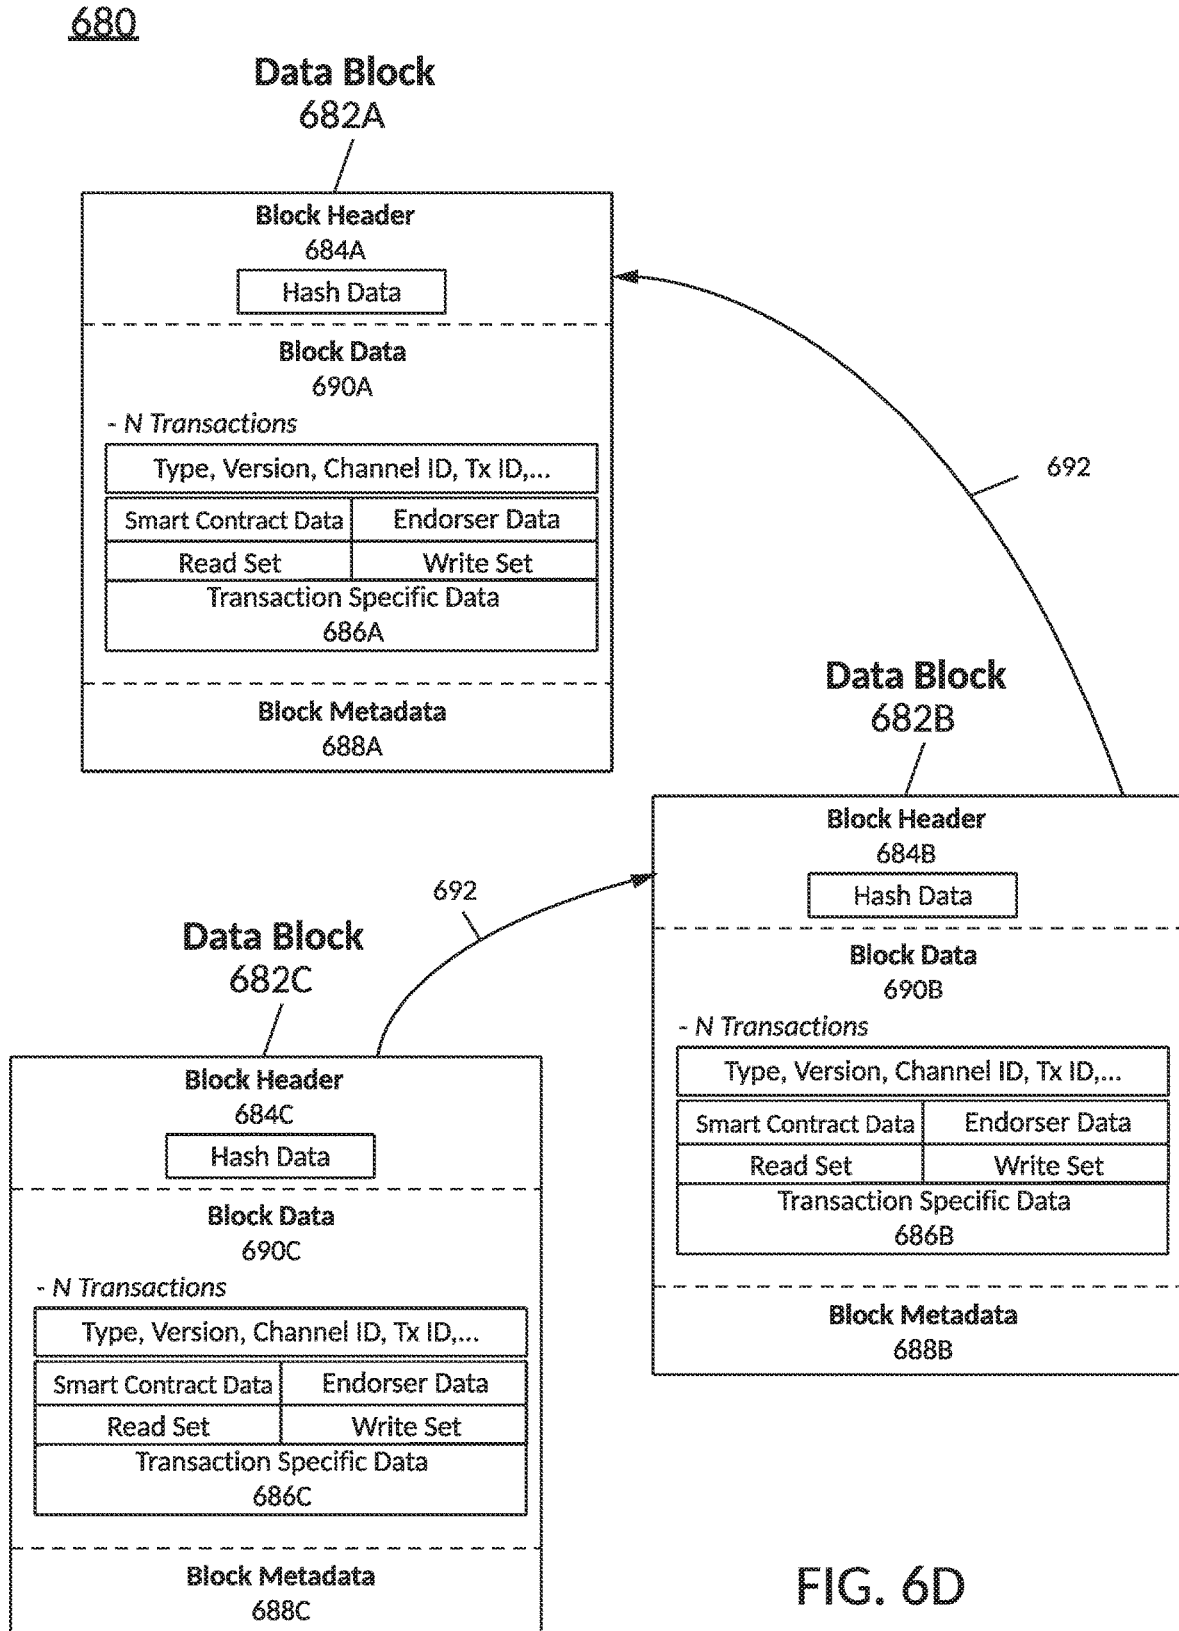 680
Data Block
682A
Block Header
684A
Hash Data
Block Data
690A
- N Transactions
Type, Version, Channel ID, Tx ID,...
Smart Contract Data
Endorser Data
Read Set
Write Set
Transaction Specific Data
686A
Block Metadata
688A
692
Data Block
682B
Block Header
684B
Hash Data
Block Data
690B
- N Transactions
Type, Version, Channel ID, Tx ID,...
Smart Contract Data
Endorser Data
Read Set
Write Set
Transaction Specific Data
686B
Block Metadata
688B
692
Data Block
682C
Block Header
684C
Hash Data
Block Data
690C
- N Transactions
Type, Version, Channel ID, Tx ID,...
Smart Contract Data
Endorser Data
Read Set
Write Set
Transaction Specific Data
686C
Block Metadata
688C
FIG. 6D